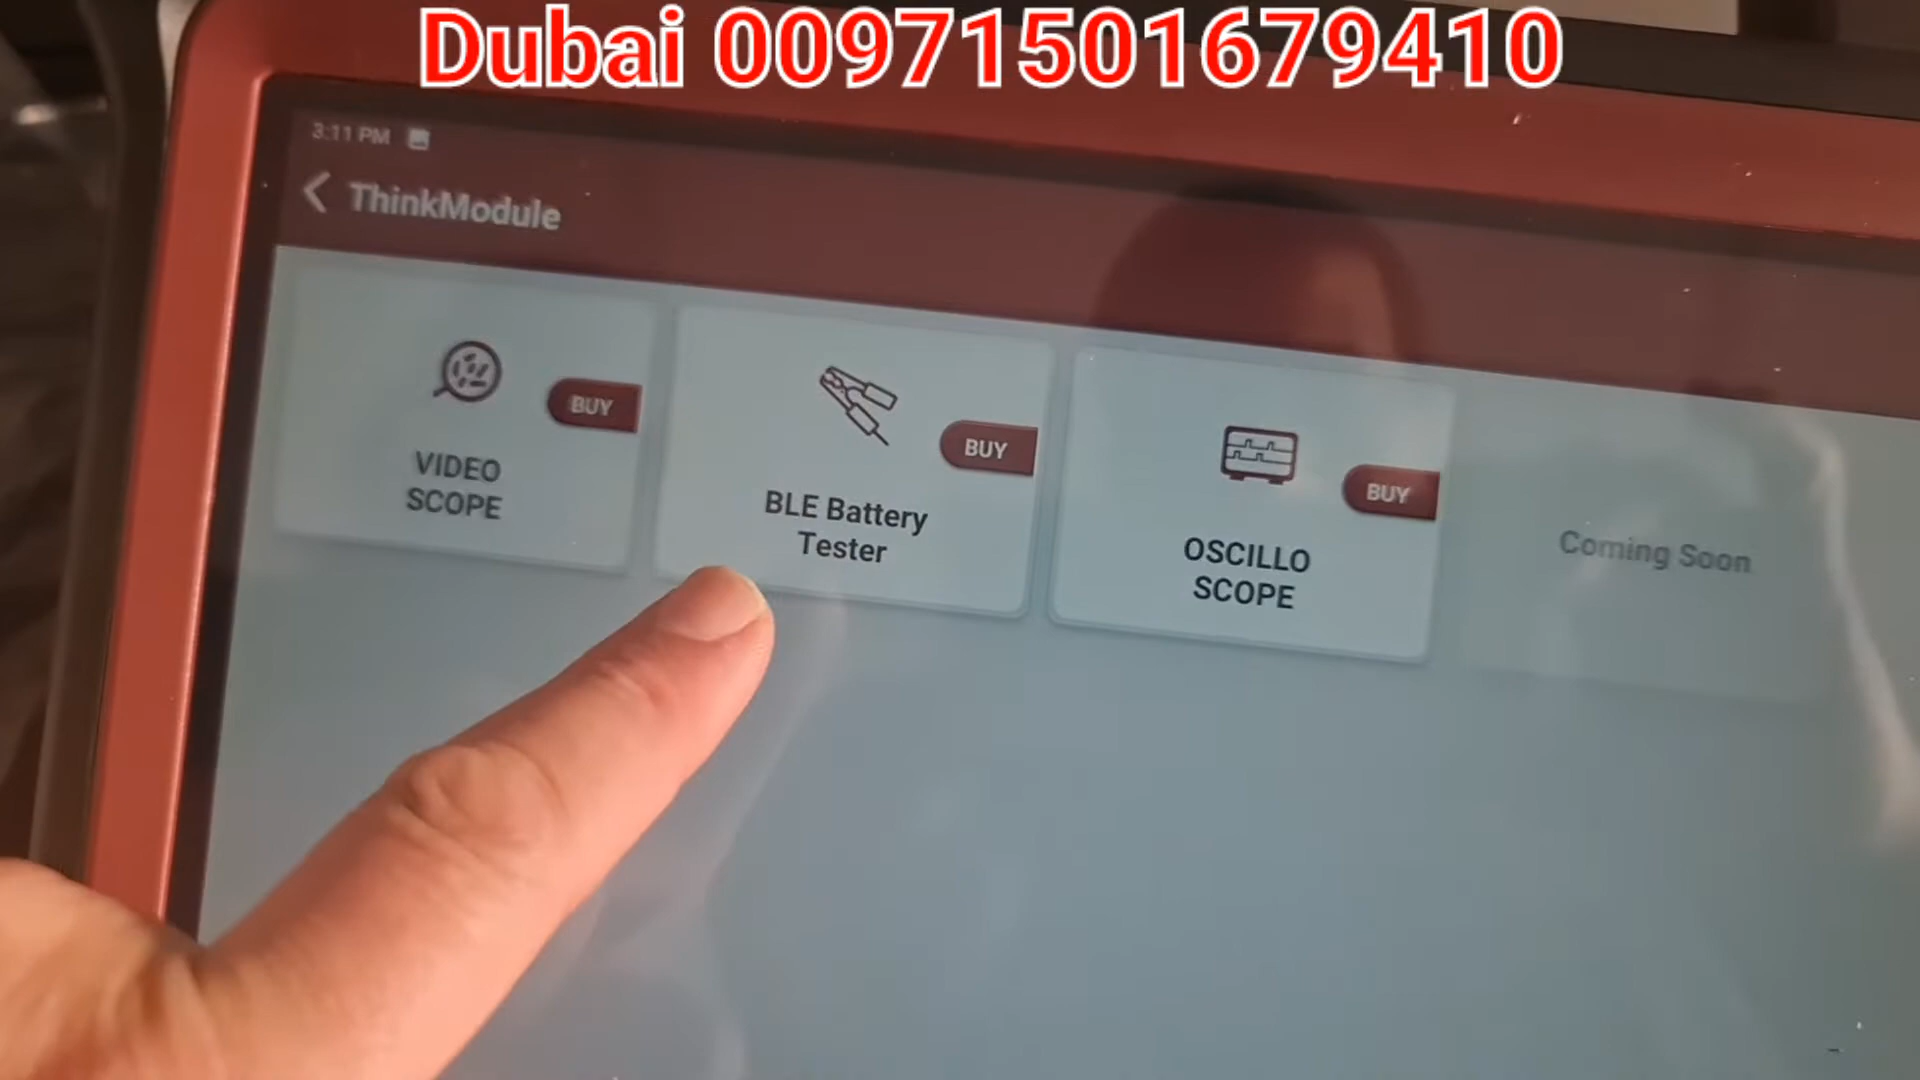 Dubai 00971501679410
3:11 PM
ThinkModule
BUY
VIDEO
SCOPE
BUY
BLE Battery
Tester
BUY
OSCILLO
SCOPE
Coming Soon